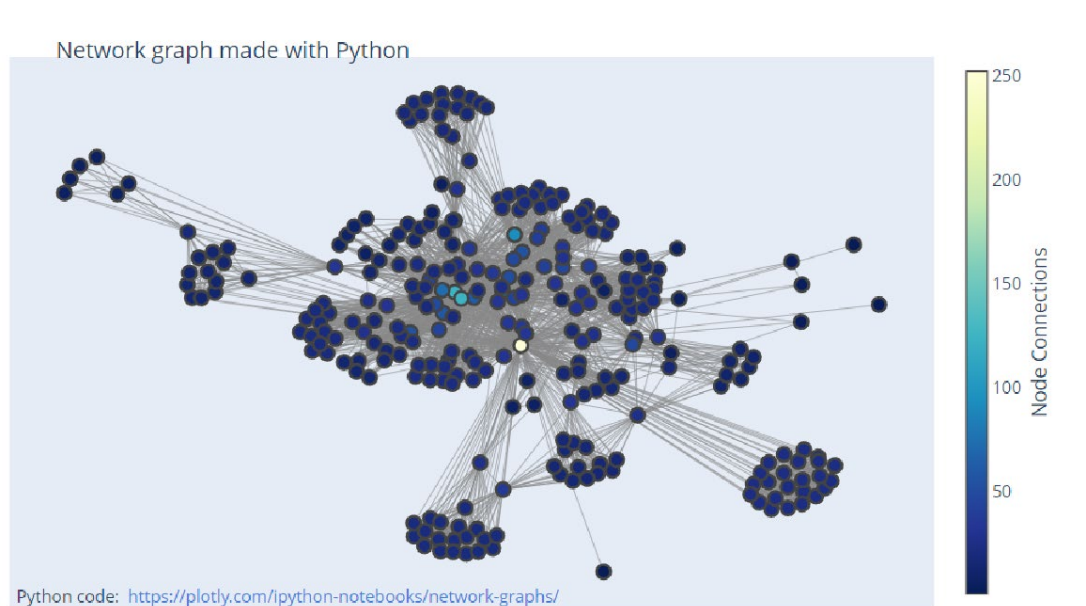 Network graph made with Python
250
200
150
100
50
Node Connections
Python code: https://plotly.com/ipython-notebooks/network-graphs/